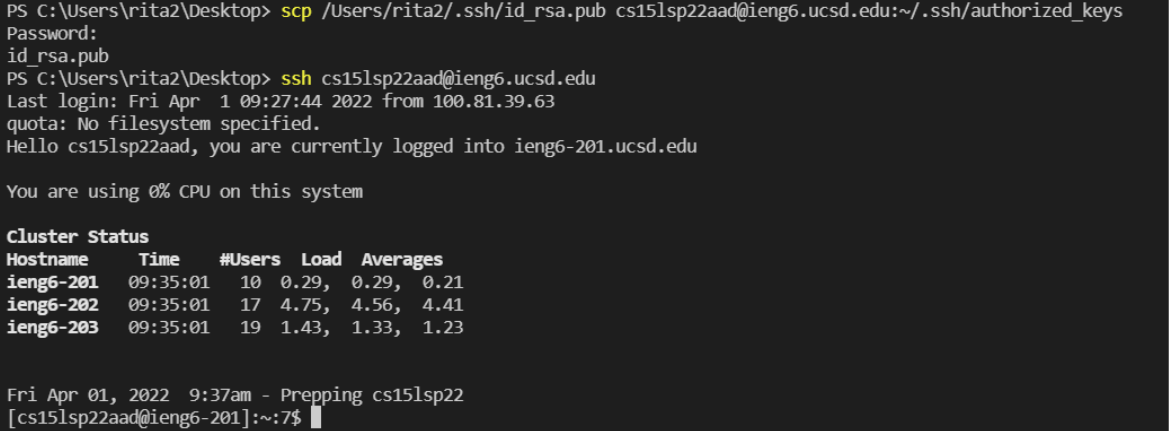 PS C:\Users\rita2\Desktop> scp /Users/rita2/.ssh/id_rsa.pub cs15lsp22aad@ieng6.ucsd.edu:~/.ssh/authorized_keys
Password:
id_rsa.pub
PS C:\Users\rita2\Desktop> ssh cs15lsp22aad@ieng6.ucsd.edu
Last login: Fri Apr  1 09:27:44 2022 from 100.81.39.63
quota: No filesystem specified.
Hello cs15lsp22aad, you are currently logged into ieng6-201.ucsd.edu
You are using 0% CPU on this system
Cluster Status
Hostname     Time    #Users  Load  Averages
ieng6-201   09:35:01   10  0.29,  0.29,  0.21
ieng6-202   09:35:01   17  4.75,  4.56,  4.41
ieng6-203   09:35:01   19  1.43,  1.33,  1.23
Fri Apr 01, 2022  9:37am - Prepping cs15lsp22
[cs15lsp22aad@ieng6-201]:~:7$